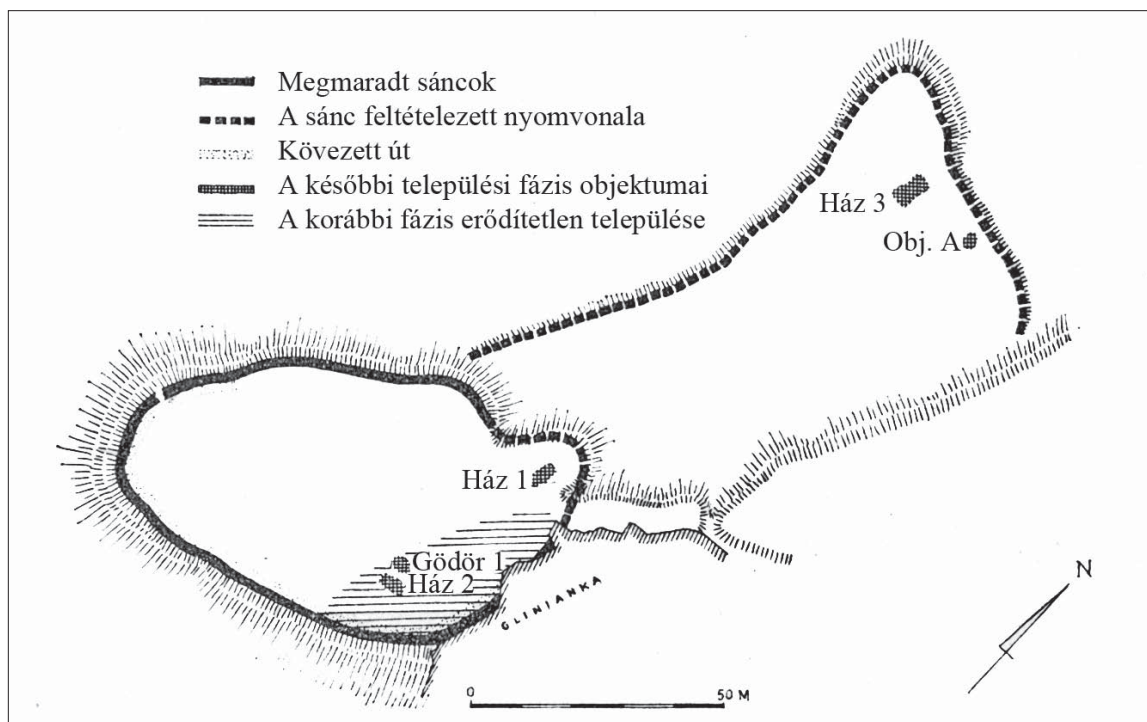 Megmaradt sáncok
A sánc feltételezett nyomvonala
Kövezett út
A későbbi települési fázis objektumai
A korábbi fázis erődítetlen települése
Ház 3
Obj. A
Ház 1
Gödör 1
Ház 2
GLINIANKA
N
0 50 M